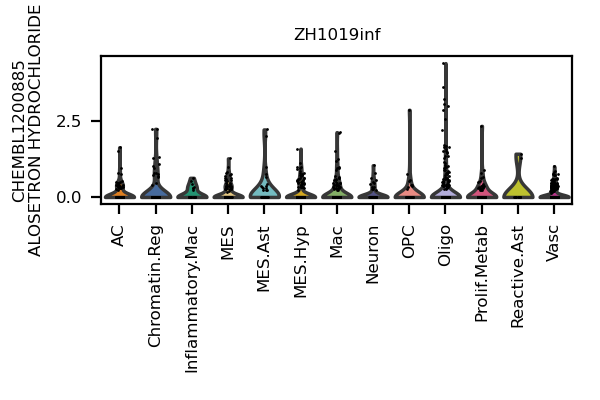 ZH1019inf
CHEMBL1200885
ALOSETRON HYDROCHLORIDE
2.5
0.0
AC
Chromatin.Reg
Inflammatory.Mac
MES
MES.Ast
MES.Hyp
Mac
Neuron
OPC
Oligo
Prolif.Metab
Reactive.Ast
Vasc